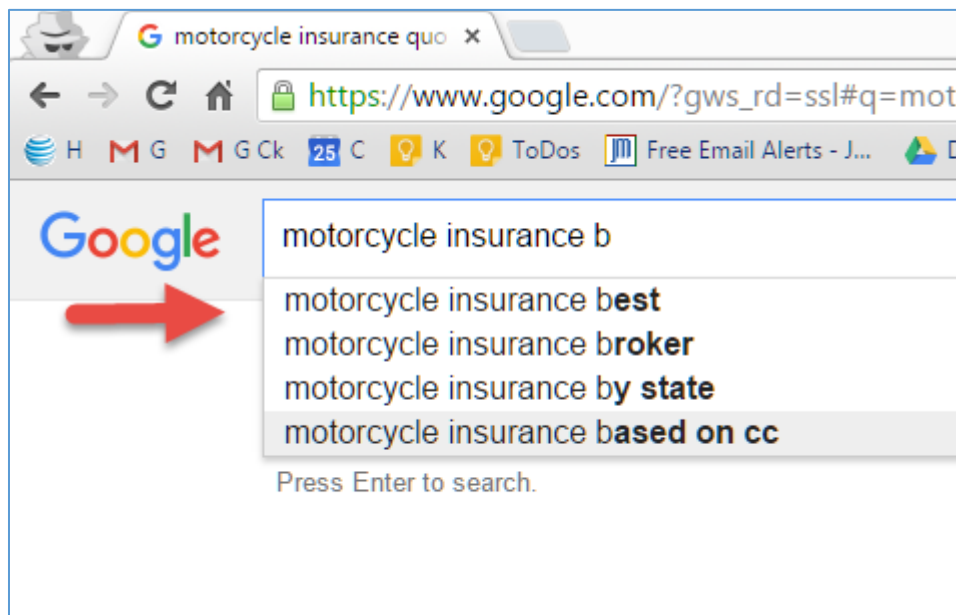 motorcycle insurance quo
https://www.google.com/?gws_rd=ssl#q=mot
H G G Ck 25 C K ToDos Free Email Alerts - J... D
Google motorcycle insurance b
motorcycle insurance best
motorcycle insurance broker
motorcycle insurance by state
motorcycle insurance based on cc
Press Enter to search.